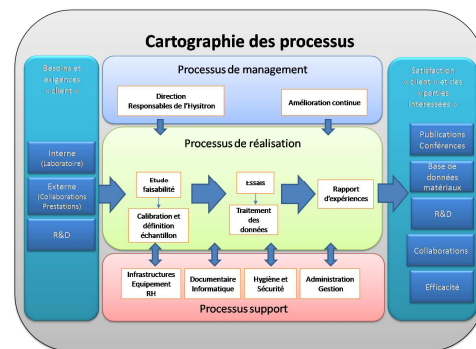 Cartographie des processus
Besoins et
exigences
« client »
Interne
(Laboratoire)
Externe
(Collaborations
Prestations)
R&D
Processus de management
Direction
Responsables de l'Hysitron
Amélioration continue
Processus de réalisation
Etude
faisabilité
Calibration et
définition
échantillon
Essais
Traitement
des
données
Rapport
d'expériences
Infrastructures
Equipement
RH
Documentaire
Informatique
Hygiène et
Sécurité
Administration
Gestion
Processus support
Satisfaction
« client » et des
« parties
intéressées »
Publications
Conférences
Base de
données
matériaux
R&D
Collaborations
Efficacité